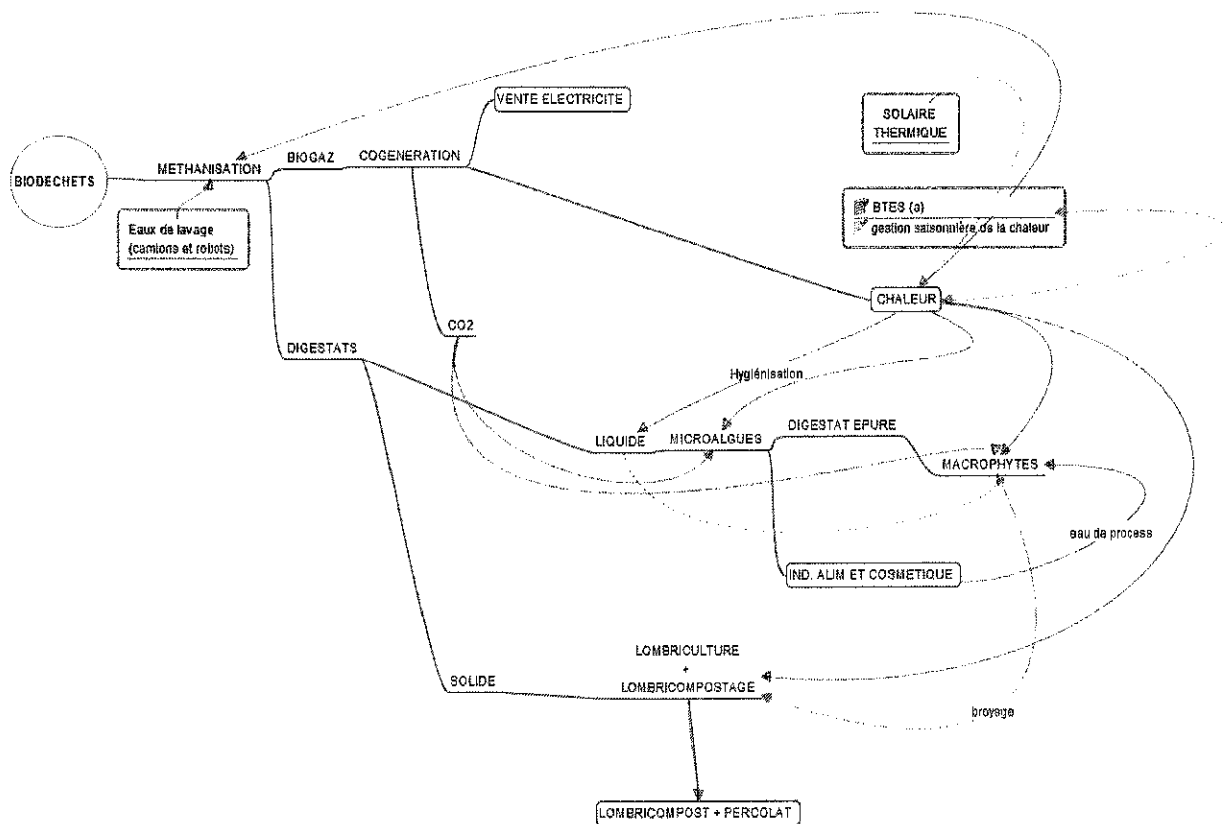 VENTE ELECTRICITE
SOLAIRE
THERMIQUE
BIODECHETS
METHANISATION
BIOGAZ
COGENERATION
Eaux de lavage
(camions et robots)
BTES (a)
gestion saisonnière de la chaleur
CHALEUR
CO2
DIGESTATS
Hygiénisation
LIQUIDE
MICROALGUES
DIGESTAT EPURE
MACROPHYTES
eau de process
IND. ALIM ET COSMETIQUE
LOMBRICULTURE
+
LOMBRICOMPOSTAGE
SOLIDE
broyage
LOMBRICOMPOST + PERCOLAT